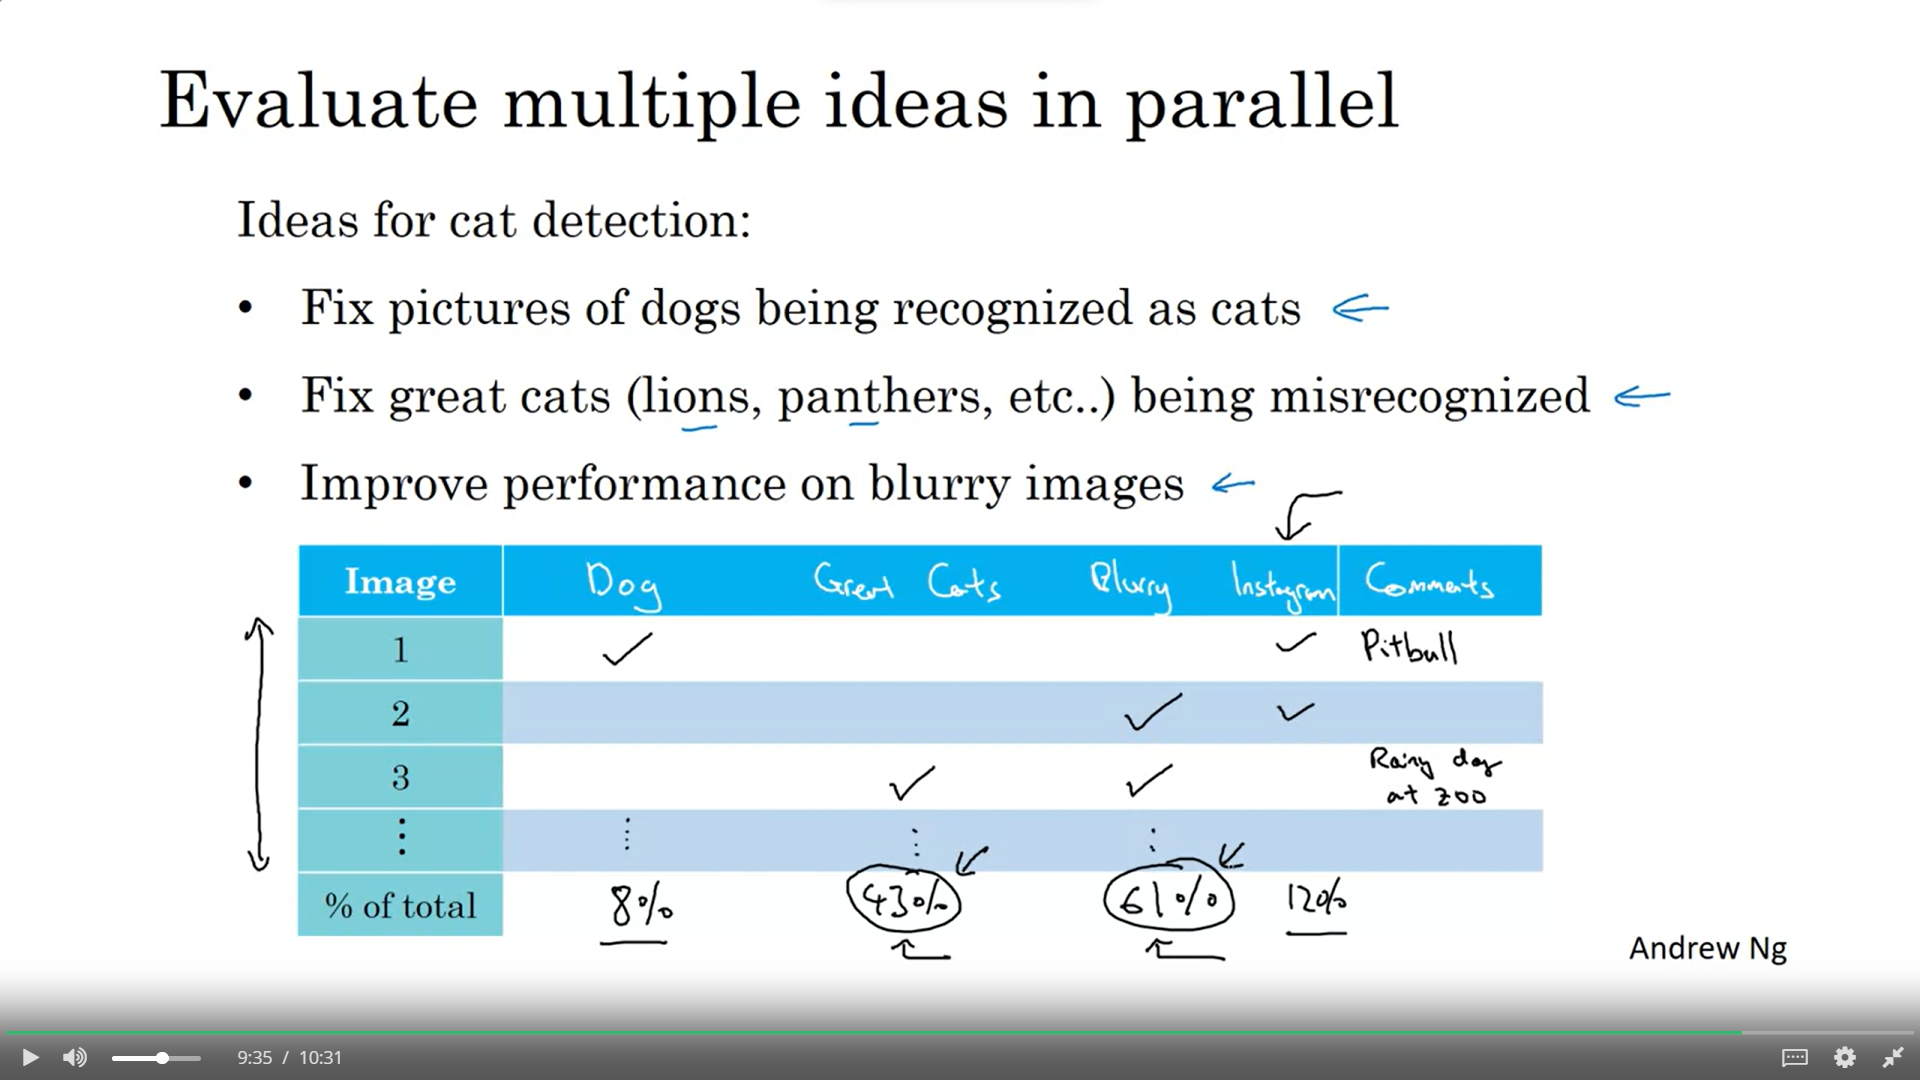 Evaluate multiple ideas in parallel
Ideas for cat detection:
• Fix pictures of dogs being recognized as cats
• Fix great cats (lions, panthers, etc..) being misrecognized
• Improve performance on blurry images
Image Dog Great Cats Blurry Instagram Comments
1 ✓ ✓ Pitbull
2 ✓ ✓
3 ✓ ✓ Rainy day at zoo
⋮ ⋮ ⋮ ⋮
% of total 8% 43% 61% 12%
Andrew Ng
9:35 / 10:31